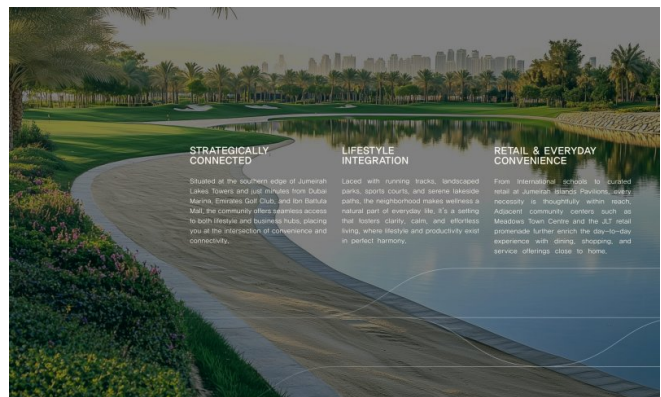 STRATEGICALLY
CONNECTED
Situated at the southern edge of Jumeirah
Lakes Towers and just minutes from Dubai
Marina, Emirates Golf Club, and Ibn Battuta
Mall, the community offers seamless access
to both lifestyle and business hubs, placing
you at the intersection of convenience and
connectivity.
LIFESTYLE
INTEGRATION
Laced with running tracks, landscaped
parks, sports courts, and serene lakeside
paths, the neighborhood makes wellness a
natural part of everyday life. It's a setting
that fosters clarity, calm, and effortless
living, where lifestyle and productivity exist
in perfect harmony.
RETAIL & EVERYDAY
CONVENIENCE
From International schools to curated
retail at Jumeirah Islands Pavilions, every
necessity is thoughtfully within reach.
Adjacent community centers such as
Meadows Town Centre and the JLT retail
promenade further enrich the day-to-day
experience with dining, shopping, and
service offerings close to home.